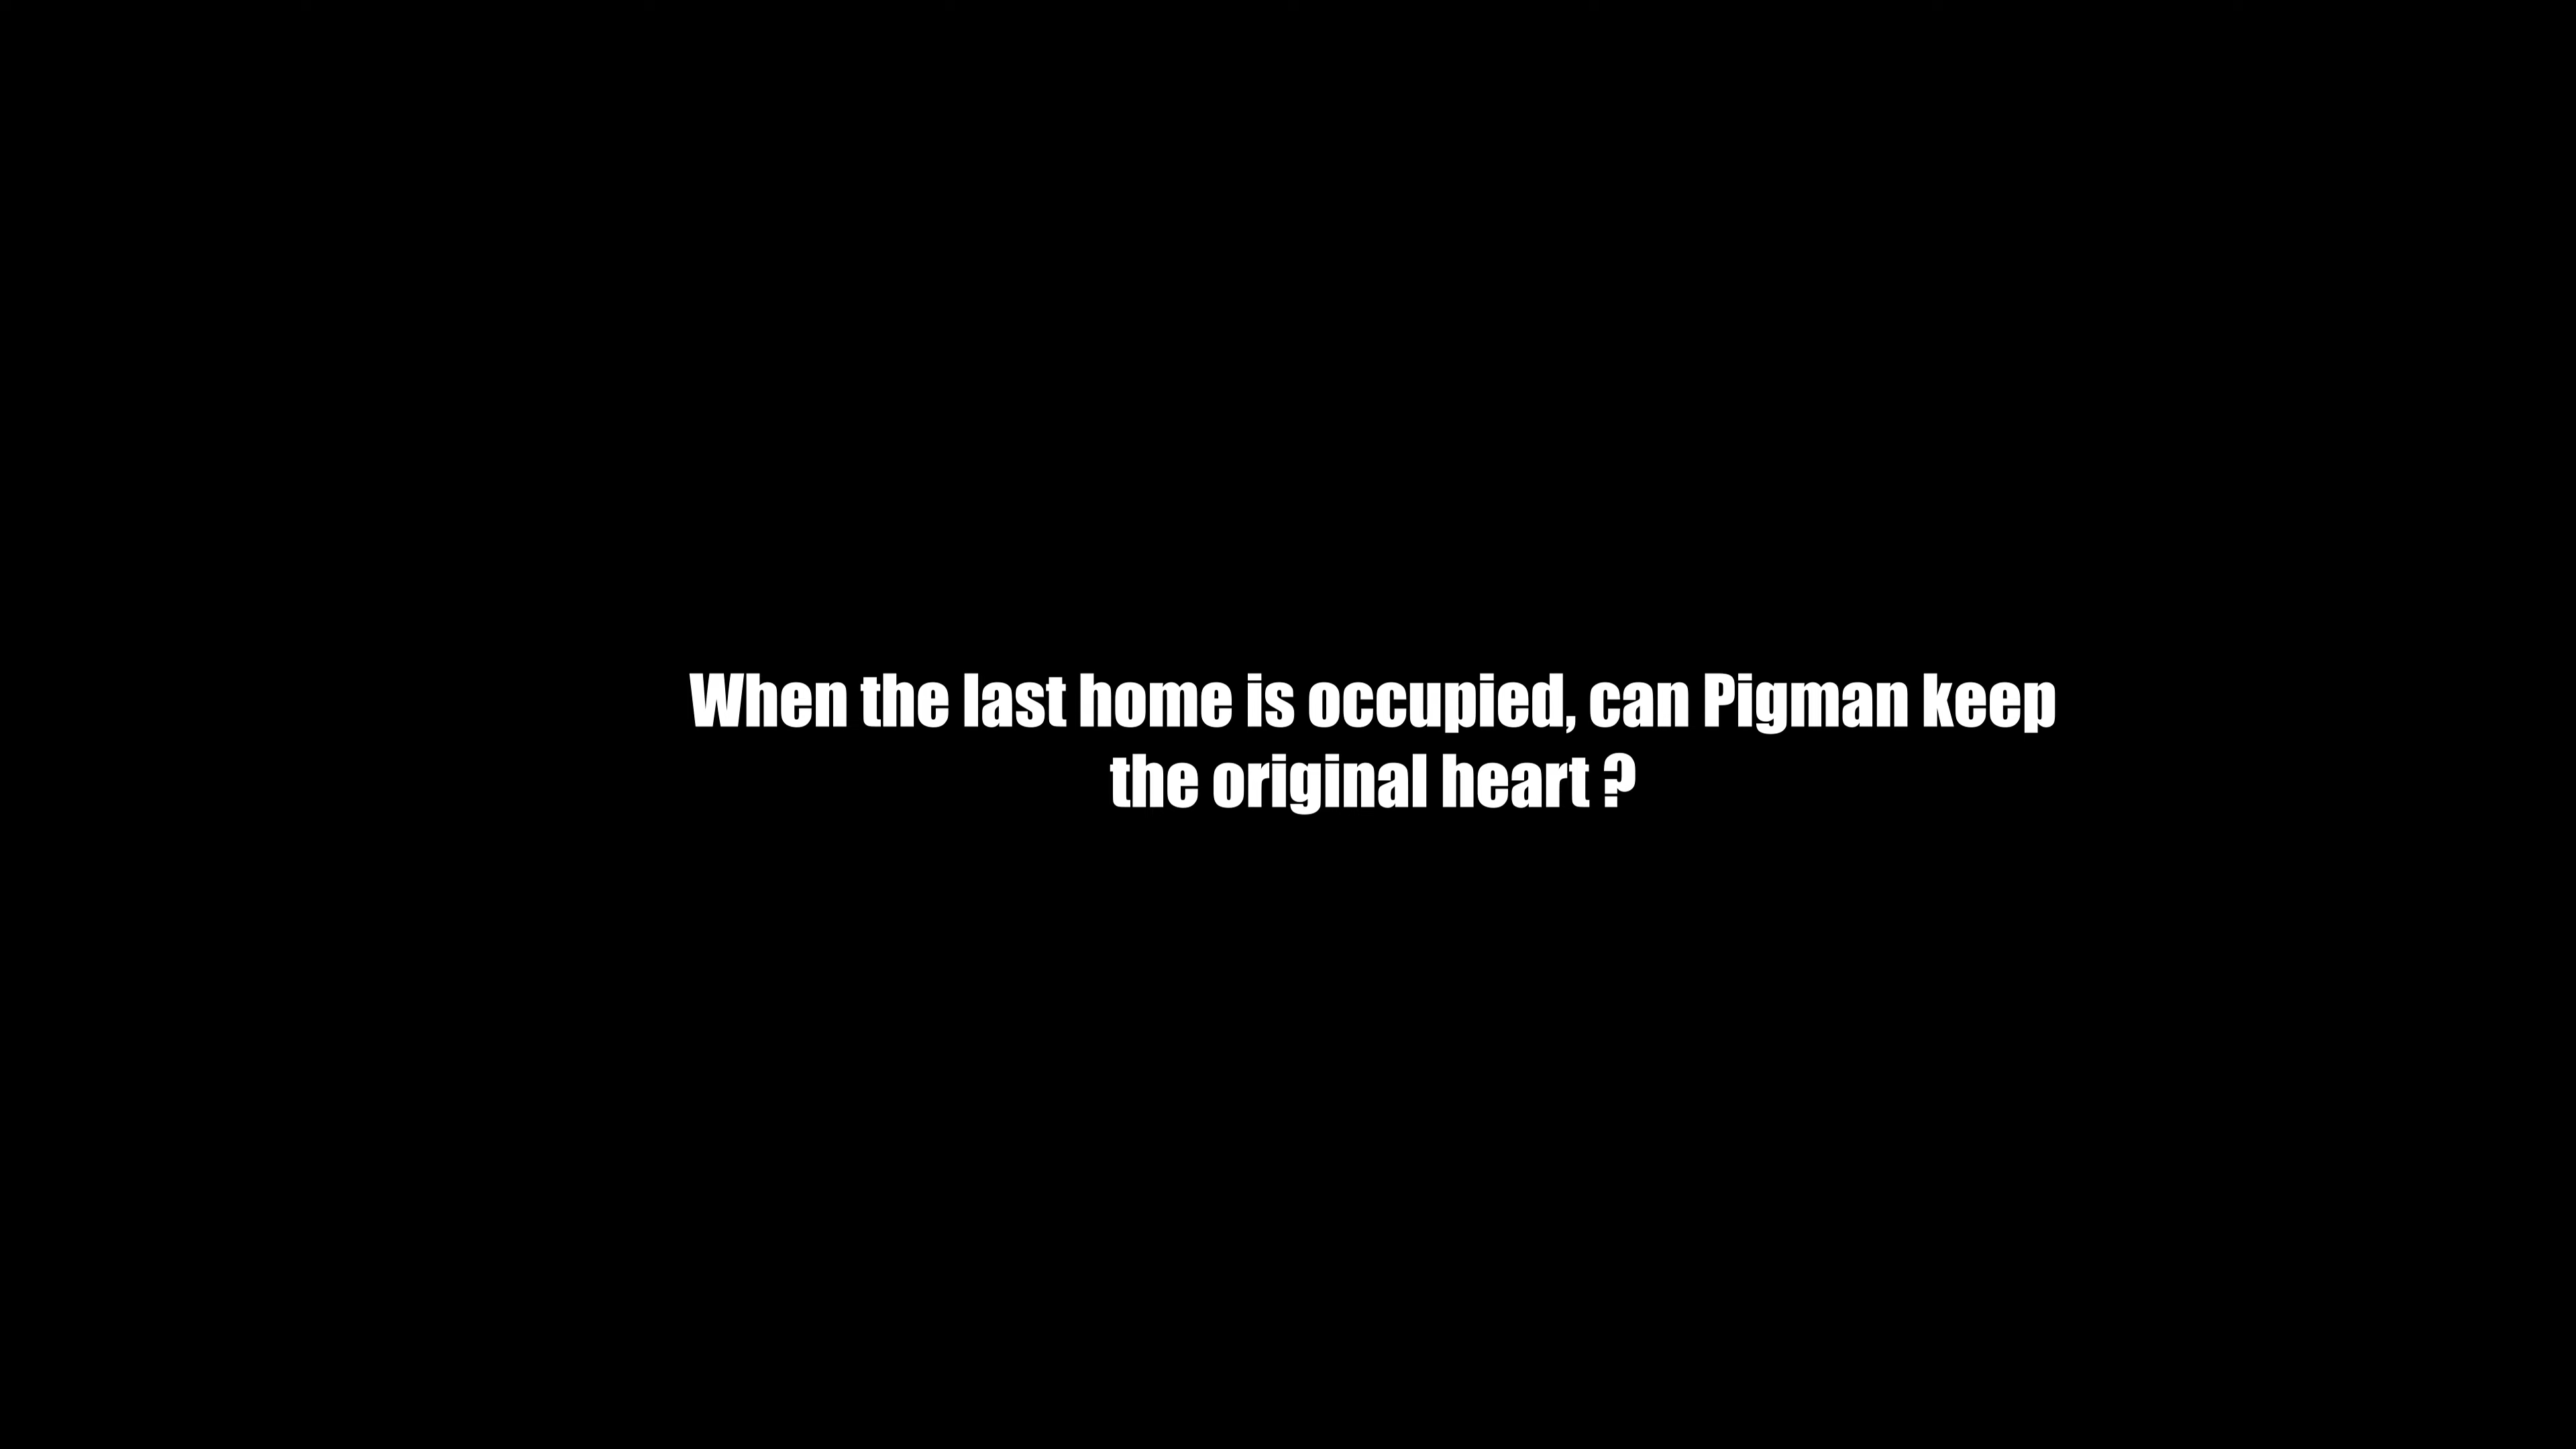 When the last home is occupied, can Pigman keep
the original heart ?